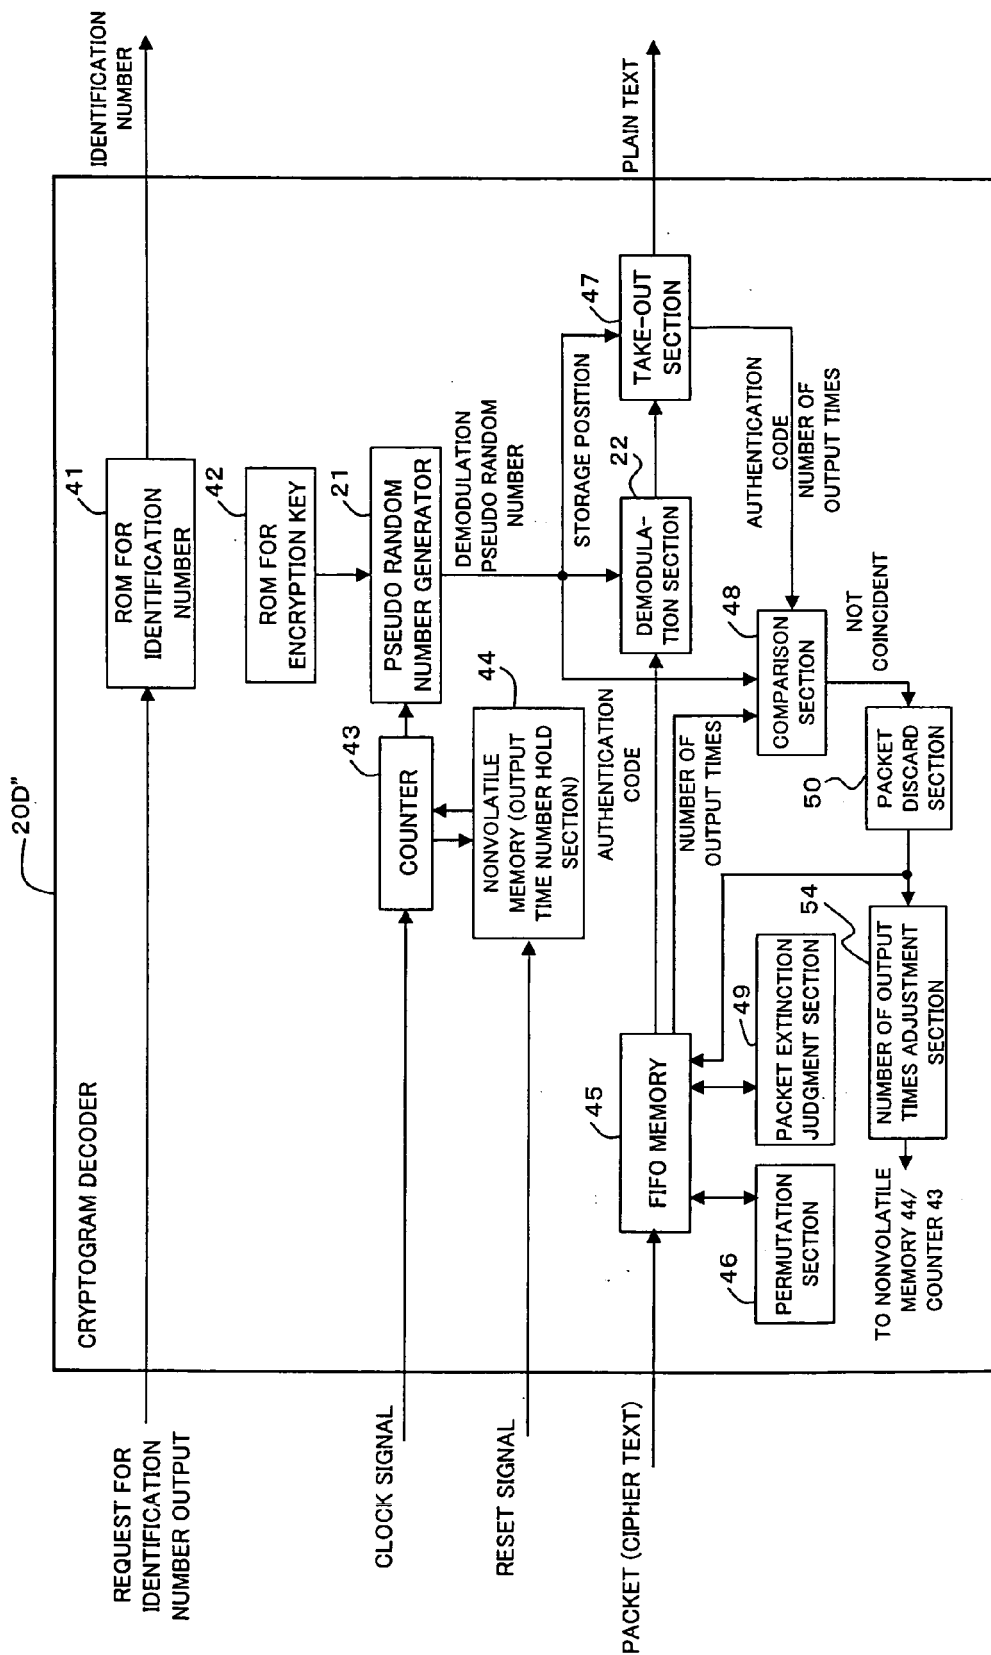 20D"
CRYPTOGRAM DECODER
REQUEST FOR
IDENTIFICATION
NUMBER OUTPUT
41
ROM FOR
IDENTIFICATION
NUMBER
IDENTIFICATION
NUMBER
42
ROM FOR
ENCRYPTION KEY
CLOCK SIGNAL
43
COUNTER
21
PSEUDO RANDOM
NUMBER GENERATOR
RESET SIGNAL
44
NONVOLATILE
MEMORY (OUTPUT
TIME NUMBER HOLD
SECTION)
DEMODULATION
PSEUDO RANDOM
NUMBER
AUTHENTICATION
CODE
STORAGE POSITION
PACKET (CIPHER TEXT)
45
FIFO MEMORY
22
DEMODULA-
TION SECTION
47
TAKE-OUT
SECTION
PLAIN TEXT
NUMBER OF
OUTPUT TIMES
46
PERMUTATION
SECTION
49
PACKET EXTINCTION
JUDGMENT SECTION
48
COMPARISON
SECTION
AUTHENTICATION
CODE
NUMBER OF
OUTPUT TIMES
NOT
COINCIDENT
50
PACKET
DISCARD
SECTION
54
NUMBER OF OUTPUT
TIMES ADJUSTMENT
SECTION
TO NONVOLATILE
MEMORY 44/
COUNTER 43